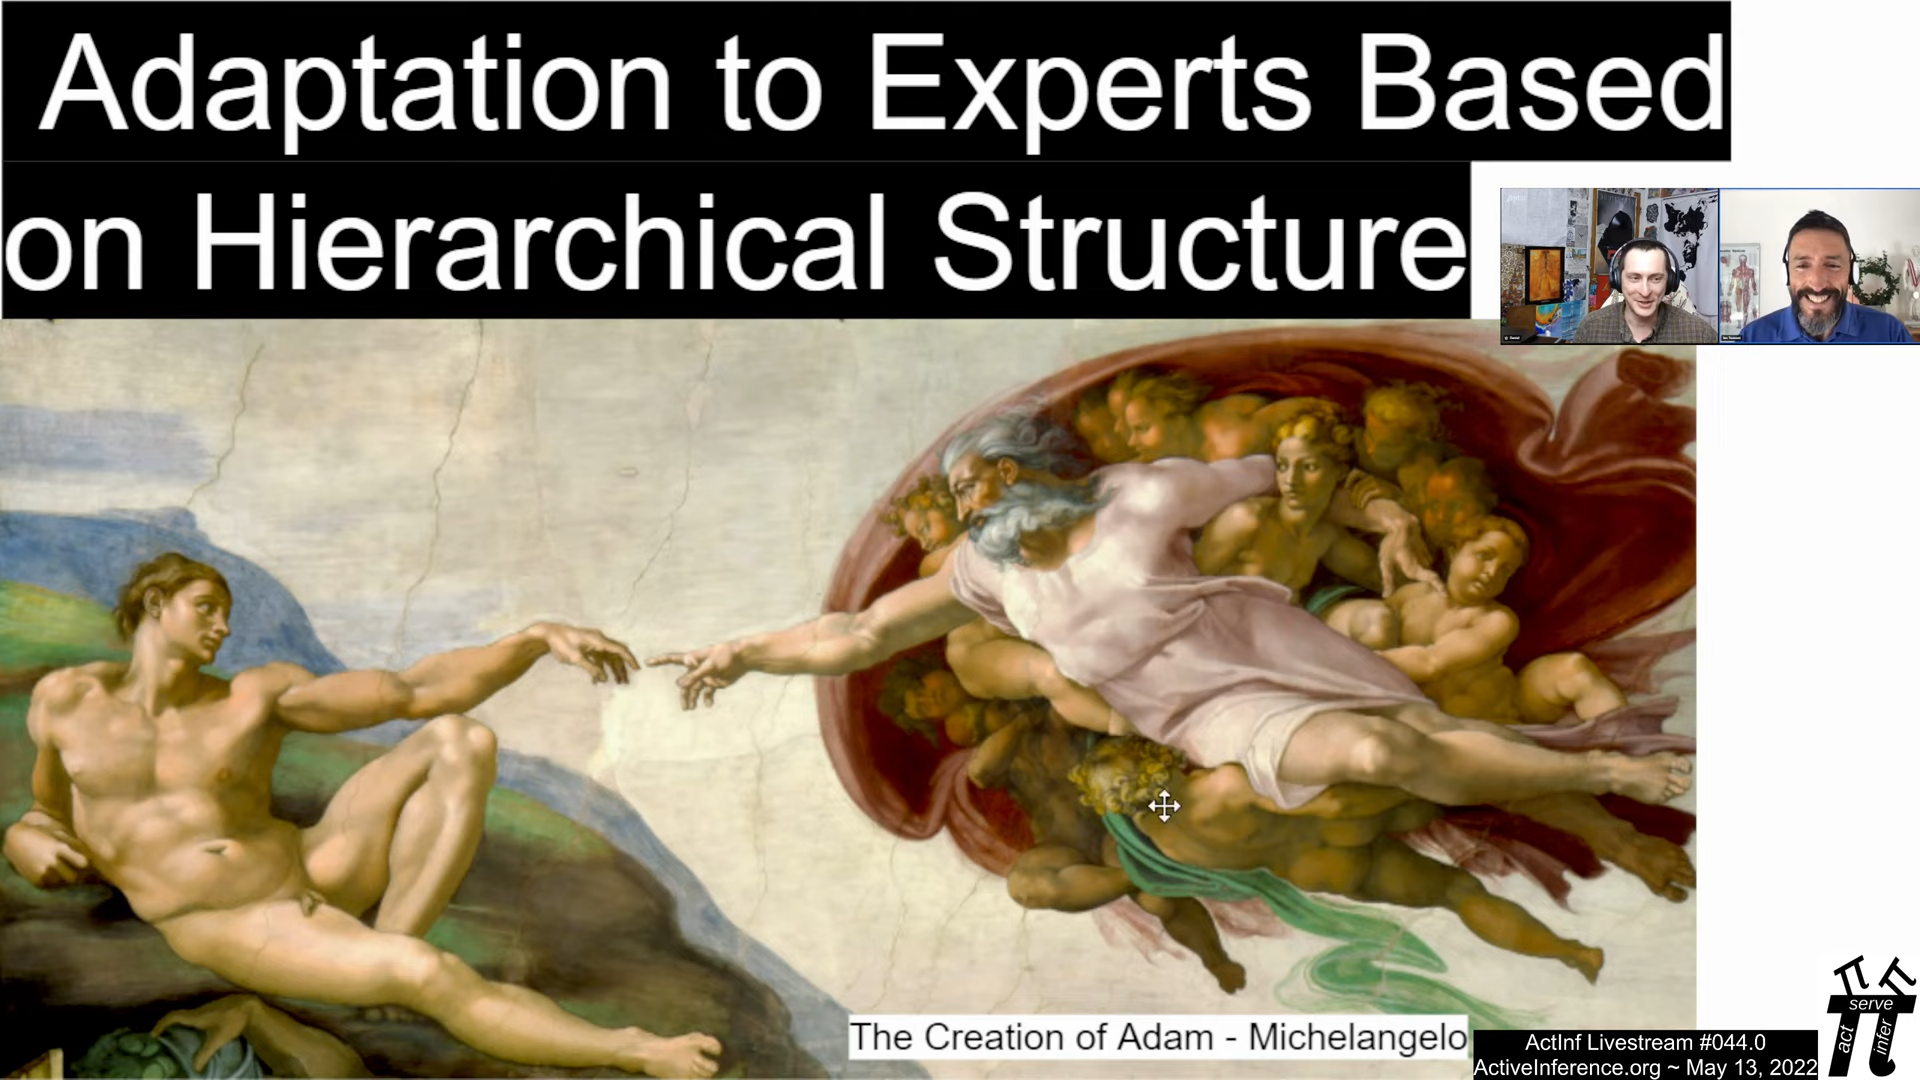 Adaptation to Experts Based
on Hierarchical Structure
Daniel
The Creation of Adam - Michelangelo
ActInf Livestream #044.0
ActiveInference.org ~ May 13, 2022
serve
act
infer